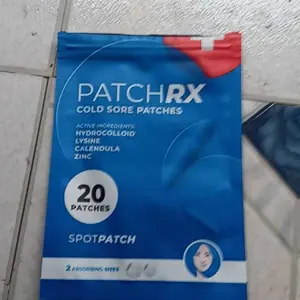 PATCHRX
COLD SORE PATCHES
ACTIVE INGREDIENTS:
HYDROCOLLOID
LYSINE
CALENDULA
ZINC
20
PATCHES
SPOTPATCH
2 ABSORBING SIZES